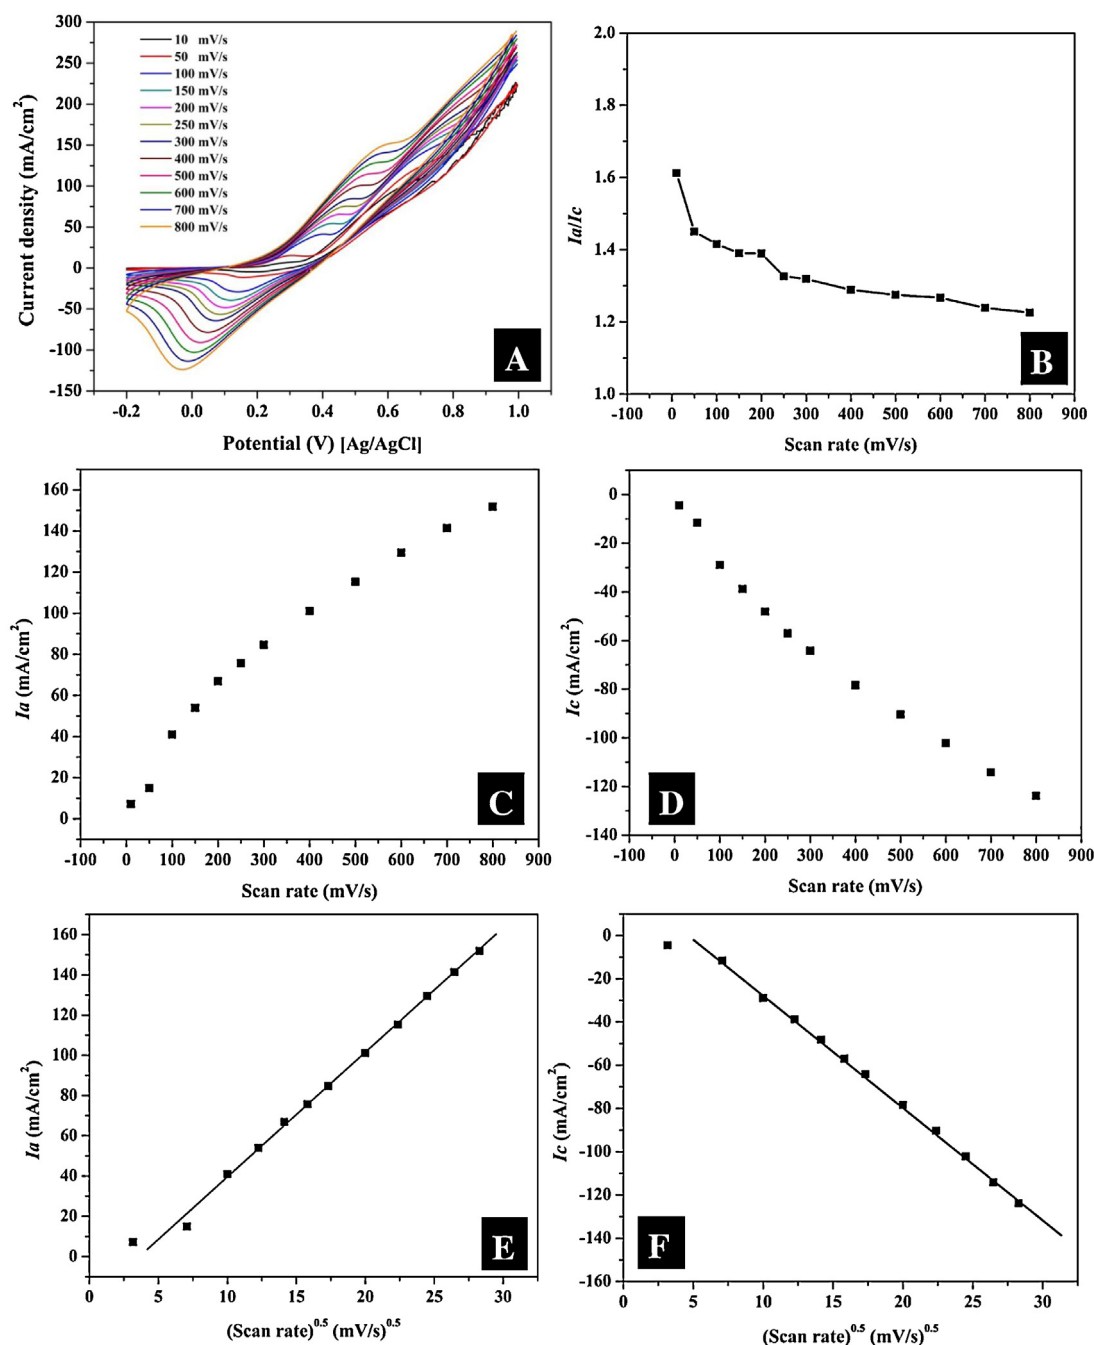 300
250
200
150
100
50
0
-50
-100
-150
Current density (mA/cm²)
10 mV/s
50 mV/s
100 mV/s
150 mV/s
200 mV/s
250 mV/s
300 mV/s
400 mV/s
500 mV/s
600 mV/s
700 mV/s
800 mV/s
A
-0.2 0.0 0.2 0.4 0.6 0.8 1.0
Potential (V) [Ag/AgCl]
2.0
1.8
1.6
1.4
1.2
1.0
Ia/Ic
B
-100 0 100 200 300 400 500 600 700 800 900
Scan rate (mV/s)
160
140
120
100
80
60
40
20
0
Ia (mA/cm²)
C
-100 0 100 200 300 400 500 600 700 800 900
Scan rate (mV/s)
0
-20
-40
-60
-80
-100
-120
-140
Ic (mA/cm²)
D
-100 0 100 200 300 400 500 600 700 800 900
Scan rate (mV/s)
160
140
120
100
80
60
40
20
0
Ia (mA/cm²)
E
0 5 10 15 20 25 30
(Scan rate)^0.5 (mV/s)^0.5
0
-20
-40
-60
-80
-100
-120
-140
-160
Ic (mA/cm²)
F
0 5 10 15 20 25 30
(Scan rate)^0.5 (mV/s)^0.5